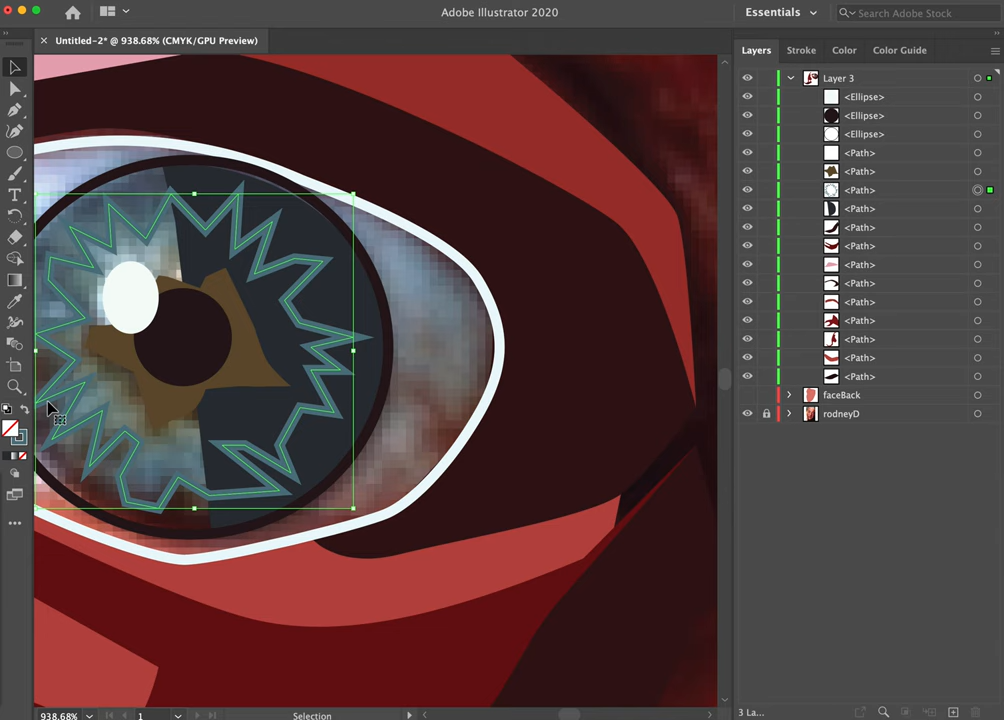 Adobe Illustrator 2020
Essentials
Search Adobe Stock
× Untitled-2* @ 938.68% (CMYK/GPU Preview)
Layers Stroke Color Color Guide
Layer 3
<Ellipse>
<Ellipse>
<Ellipse>
<Path>
<Path>
<Path>
<Path>
<Path>
<Path>
<Path>
<Path>
<Path>
<Path>
<Path>
<Path>
<Path>
faceBack
rodneyD
938.68% 1 Selection
3 La...